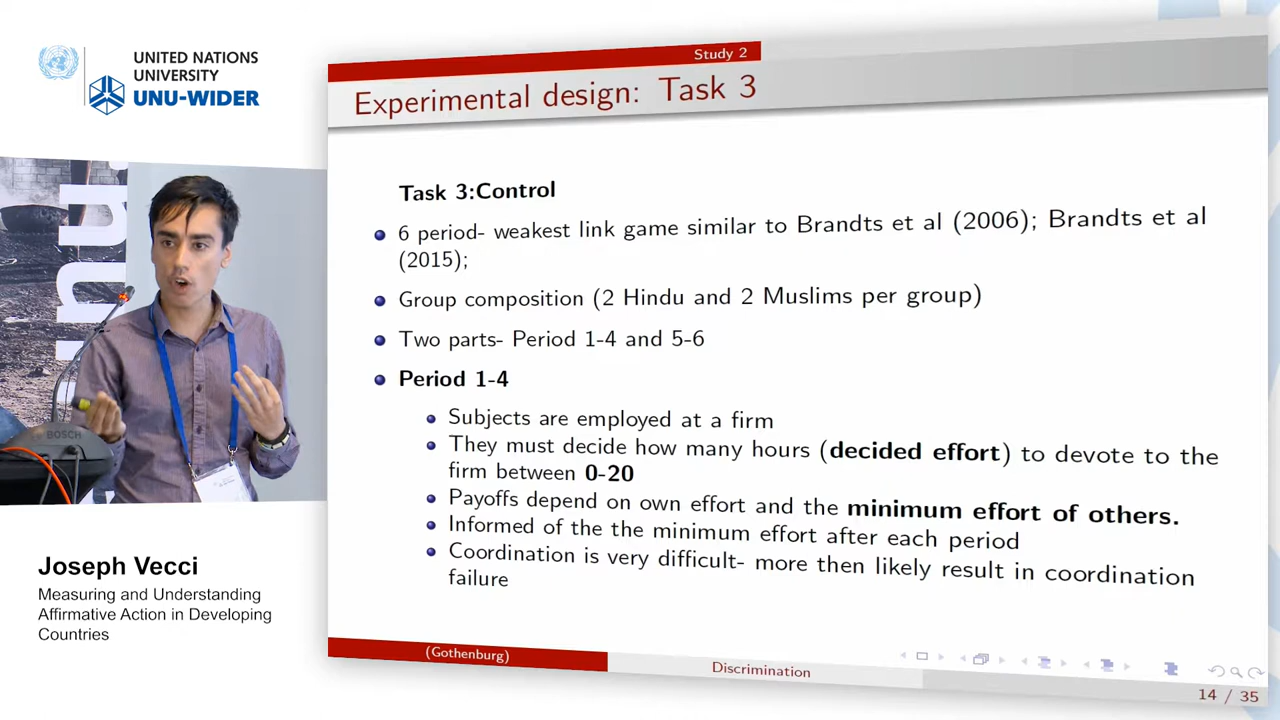 UNITED NATIONS
UNIVERSITY
UNU-WIDER
BOSCH
Joseph Vecci
Measuring and Understanding
Affirmative Action in Developing
Countries
Study 2
Experimental design: Task 3
Task 3:Control
6 period- weakest link game similar to Brandts et al (2006); Brandts et al
(2015);
Group composition (2 Hindu and 2 Muslims per group)
Two parts- Period 1-4 and 5-6
Period 1-4
Subjects are employed at a firm
They must decide how many hours (decided effort) to devote to the
firm between 0-20
Payoffs depend on own effort and the minimum effort of others.
Informed of the the minimum effort after each period
Coordination is very difficult- more then likely result in coordination
failure
(Gothenburg)
Discrimination
14 / 35